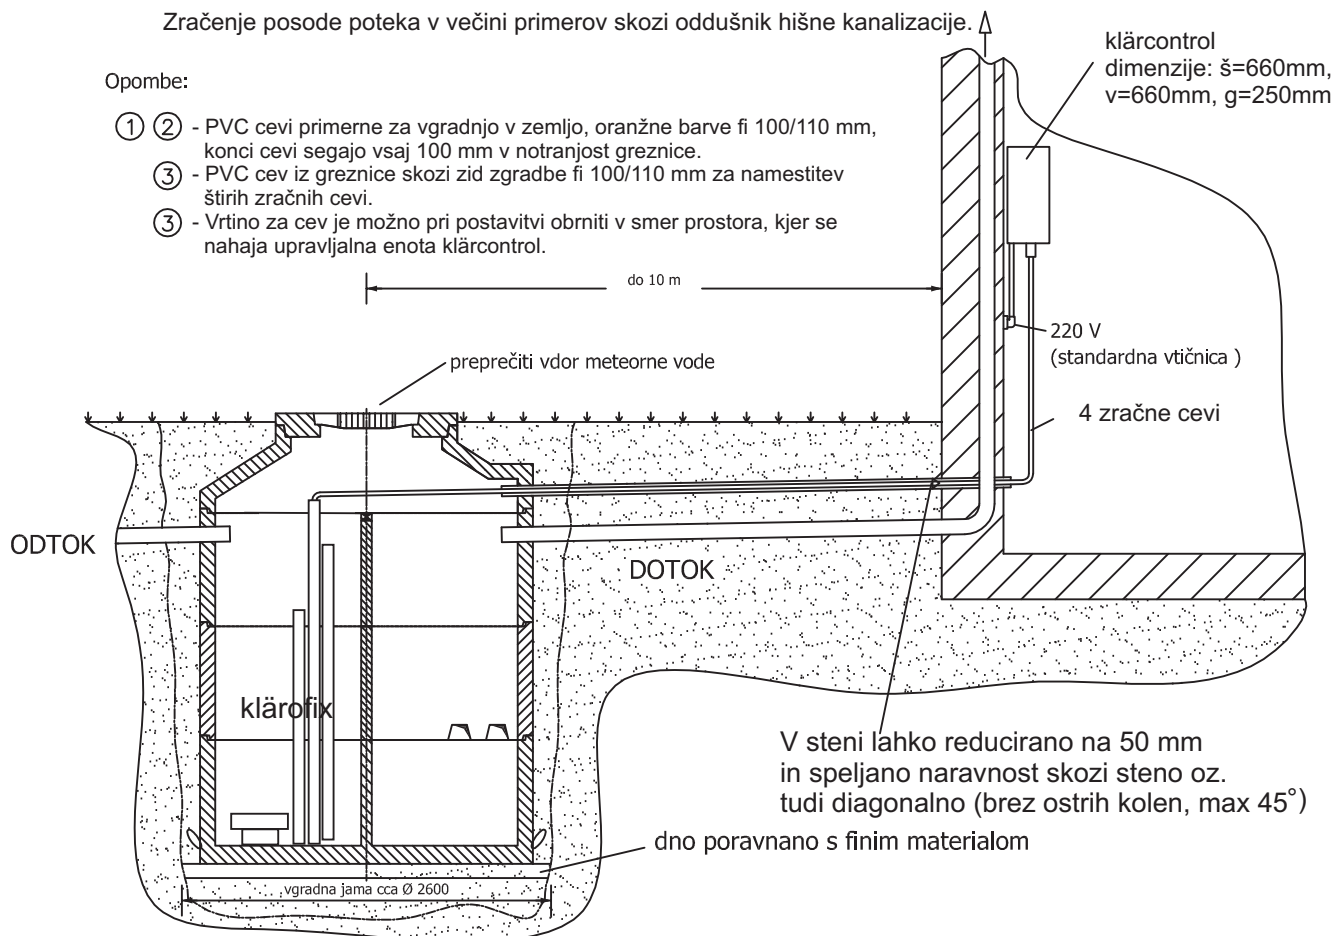 Zračenje posode poteka v večini primerov skozi oddušnik hišne kanalizacije.
klärcontrol
dimenzije: š=660mm,
v=660mm, g=250mm
Opombe:
1 2 - PVC cevi primerne za vgradnjo v zemljo, oranžne barve fi 100/110 mm,
konci cevi segajo vsaj 100 mm v notranjost greznice.
3 - PVC cev iz greznice skozi zid zgradbe fi 100/110 mm za namestitev
štirih zračnih cevi.
3 - Vrtino za cev je možno pri postavitvi obrniti v smer prostora, kjer se
nahaja upravljalna enota klärcontrol.
do 10 m
220 V
(standardna vtičnica )
preprečiti vdor meteorne vode
4 zračne cevi
ODTOK
DOTOK
klärofix
V steni lahko reducirano na 50 mm
in speljano naravnost skozi steno oz.
tudi diagonalno (brez ostrih kolen, max 45°)
dno poravnano s finim materialom
vgradna jama cca Ø 2600